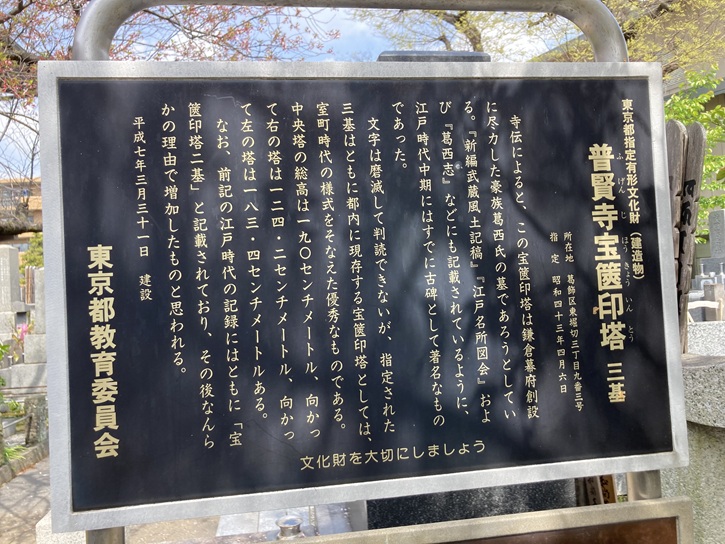 東京都指定有形文化財(建造物)
普賢寺宝篋印塔 三基
ふげんじ ほうきょういんとう
所在地 葛飾区東堀切三丁目九番三号
指定 昭和四十三年四月六日
寺伝によると、この宝篋印塔は鎌倉幕府創設
に尽力した豪族葛西氏の墓であろうとしてい
る。『新編武蔵風土記稿』『江戸名所図会』およ
び『葛西志』などにも記載されているように、
江戸時代中期にはすでに古碑として著名なもの
であった。
文字は磨滅して判読できないが、指定された
三基はともに都内に現存する宝篋印塔としては、
室町時代の様式をそなえた優秀なものである。
中央塔の総高は一九〇センチメートル、向かっ
て右の塔は一二四・二センチメートル、向かっ
て左の塔は一八三・四センチメートルある。
なお、前記の江戸時代の記録にはともに「宝
篋印塔二基」と記載されており、その後なんら
かの理由で増加したものと思われる。
平成七年三月三十一日 建設
東京都教育委員会
文化財を大切にしましょう